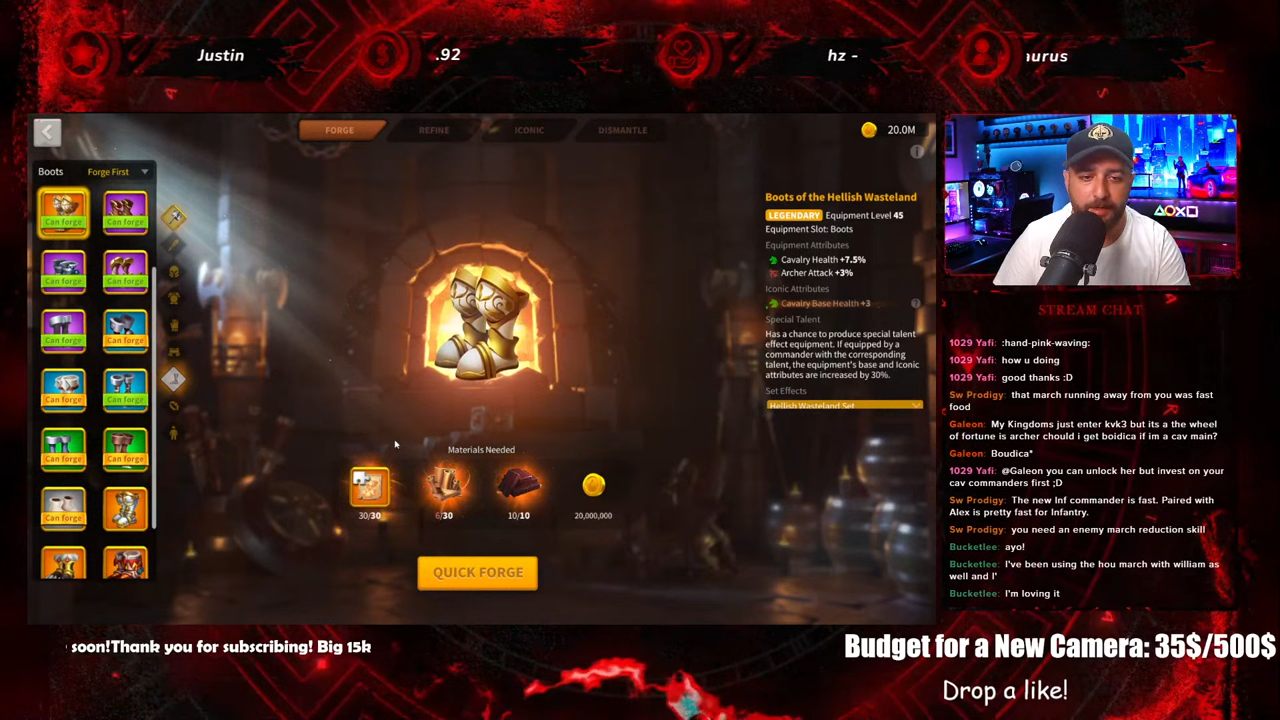 Justin
.92
hz -
aurus
FORGE
REFINE
ICONIC
DISMANTLE
20.0M
Boots
Forge First
Can forge
Can forge
Can forge
Can forge
Can forge
Can forge
Can forge
Can forge
Can forge
Can forge
Can forge
Boots of the Hellish Wasteland
LEGENDARY Equipment Level 45
Equipment Slot: Boots
Equipment Attributes
Cavalry Health +7.5%
Archer Attack +3%
Iconic Attributes
Cavalry Base Health +3
Special Talent
Has a chance to produce special talent
effect equipment. If equipped by a
commander with the corresponding
talent, the equipment's base and Iconic
attributes are increased by 30%.
Set Effects
Hellish Wasteland Set
Materials Needed
30/30
6/30
10/10
20,000,000
QUICK FORGE
STREAM CHAT
1029 Yafi: :hand-pink-waving:
1029 Yafi: how u doing
1029 Yafi: good thanks :D
Sw Prodigy: that march running away from you was fast
food
Galeon: My Kingdoms just enter kvk3 but its a the wheel
of fortune is archer chould i get boidica if im a cav main?
Galeon: Boudica*
1029 Yafi: @Galeon you can unlock her but invest on your
cav commanders first ;D
Sw Prodigy: The new Inf commander is fast. Paired with
Alex is pretty fast for Infantry.
Sw Prodigy: you need an enemy march reduction skill
Bucketlee: ayo!
Bucketlee: I've been using the hou march with william as
well and I'
Bucketlee: I'm loving it
soon!Thank you for subscribing! Big 15k
Budget for a New Camera: 35$/500$
Drop a like!